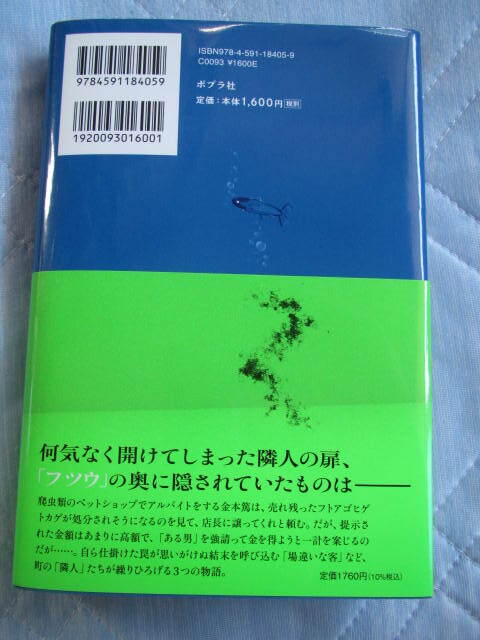 ISBN978-4-591-18405-9
C0093 ¥1600E
9784591184059
ポプラ社
定価：本体1,600円 税別
1920093016001
何気なく開けてしまった隣人の扉、
「フツウ」の奥に隠されていたものは———
爬虫類のペットショップでアルバイトをする金本篤は、売れ残ったフトアゴヒゲ
トカゲが処分されそうになるのを見て、店長に譲ってくれと頼む。だが、提示さ
れた金額はあまりに高額で、「ある男」を強請って金を得ようと一計を案じるの
だが……。自ら仕掛けた罠が思いがけぬ結末を呼び込む「場違いな客」など、
町の「隣人」たちが繰りひろげる3つの物語。
定価1760円（10%税込）